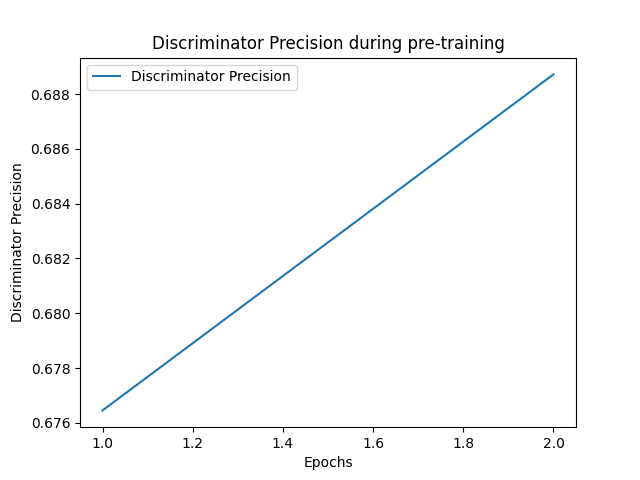 Discriminator Precision during pre-training
Discriminator Precision
0.688
0.686
0.684
0.682
0.680
0.678
0.676
Discriminator Precision
1.0 1.2 1.4 1.6 1.8 2.0
Epochs